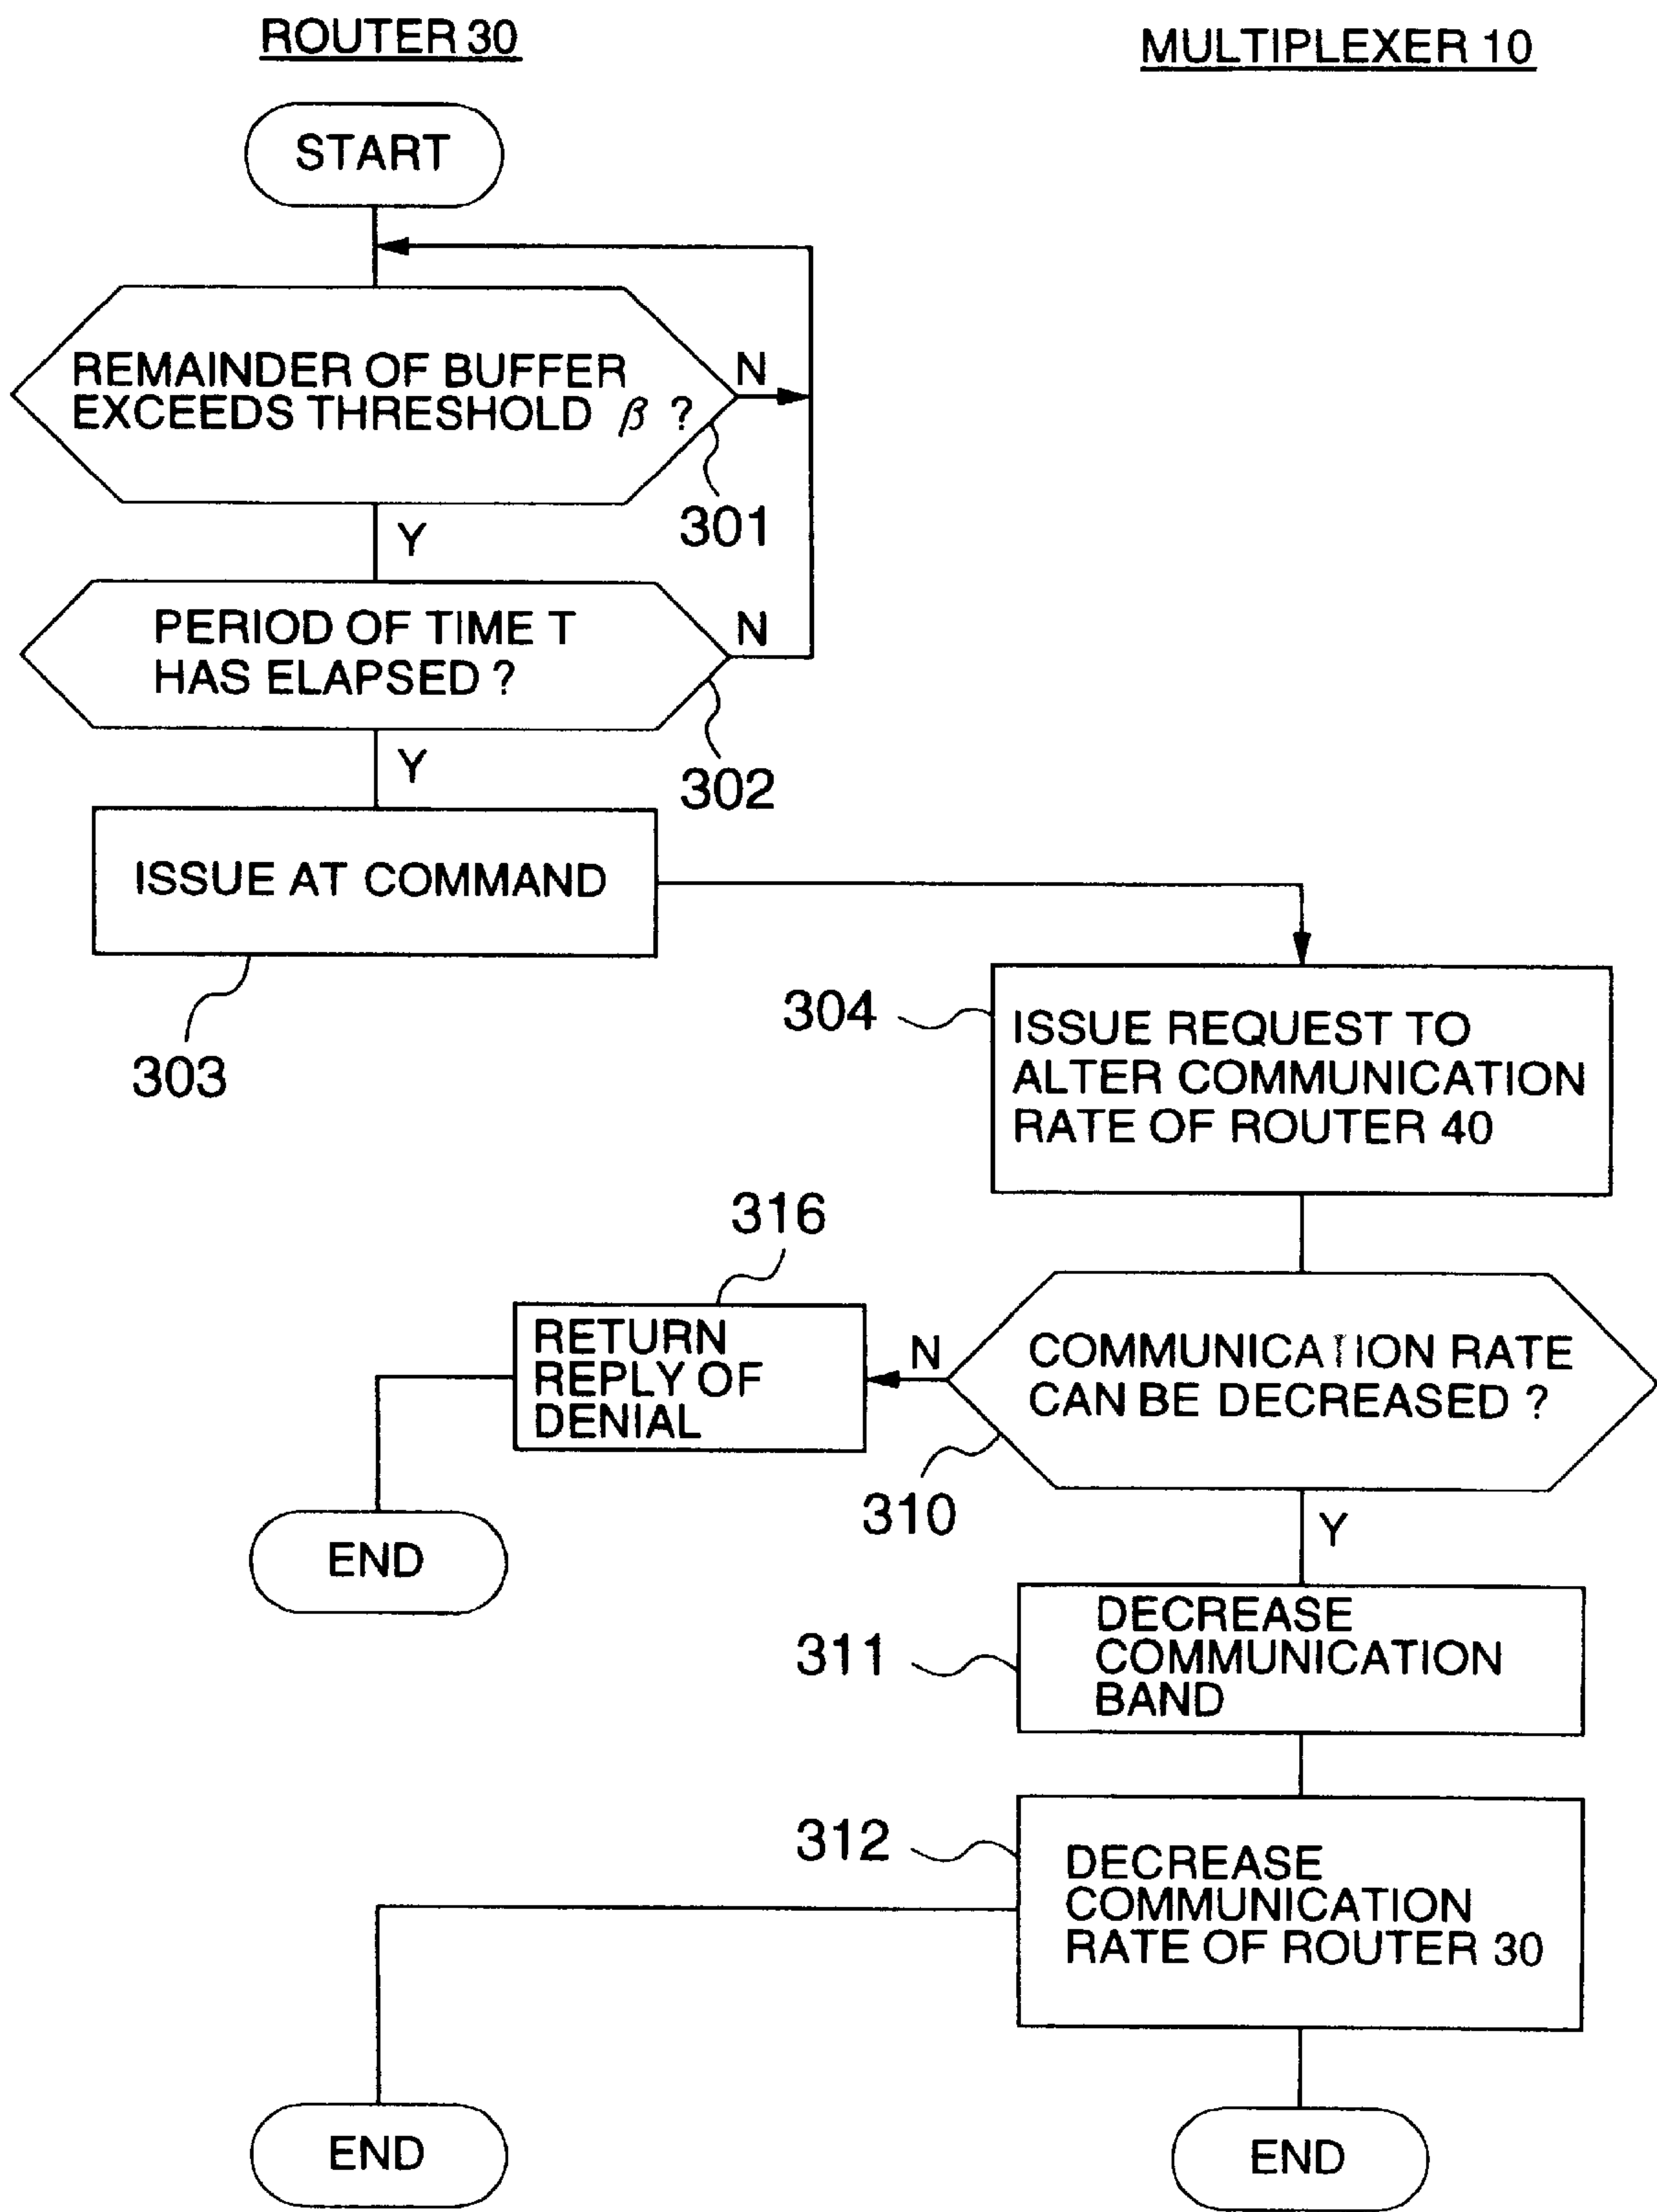 ROUTER 30
MULTIPLEXER 10
START
REMAINDER OF BUFFER
EXCEEDS THRESHOLD β ?
N
301
Y
PERIOD OF TIME T
HAS ELAPSED ?
N
302
Y
ISSUE AT COMMAND
303
304
ISSUE REQUEST TO
ALTER COMMUNICATION
RATE OF ROUTER 40
316
RETURN
REPLY OF
DENIAL
N
COMMUNICATION RATE
CAN BE DECREASED ?
310
Y
END
311
DECREASE
COMMUNICATION
BAND
312
DECREASE
COMMUNICATION
RATE OF ROUTER 30
END
END